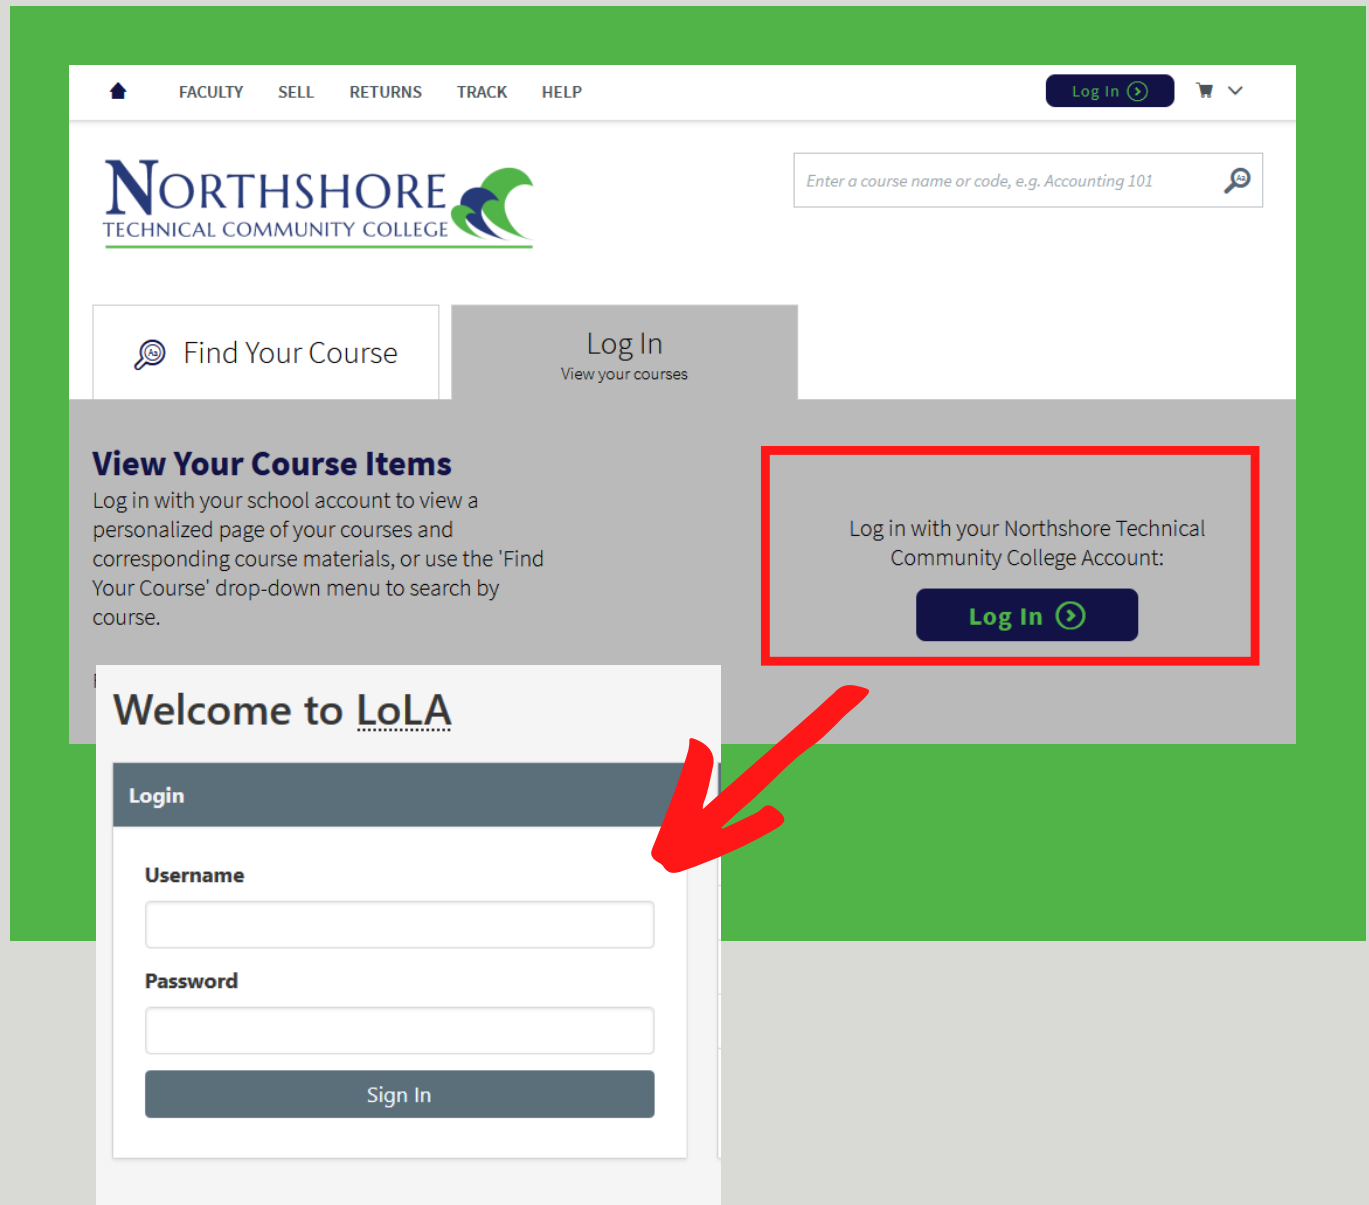 FACULTY SELL RETURNS TRACK HELP Log In
NORTHSHORE
TECHNICAL COMMUNITY COLLEGE
Enter a course name or code, e.g. Accounting 101
Aa
Aa
Find Your Course
Log In
View your courses
View Your Course Items
Log in with your school account to view a
personalized page of your courses and
corresponding course materials, or use the 'Find
Your Course' drop-down menu to search by
course.
Log in with your Northshore Technical
Community College Account:
Log In
Welcome to LoLA
Login
Username
Password
Sign In